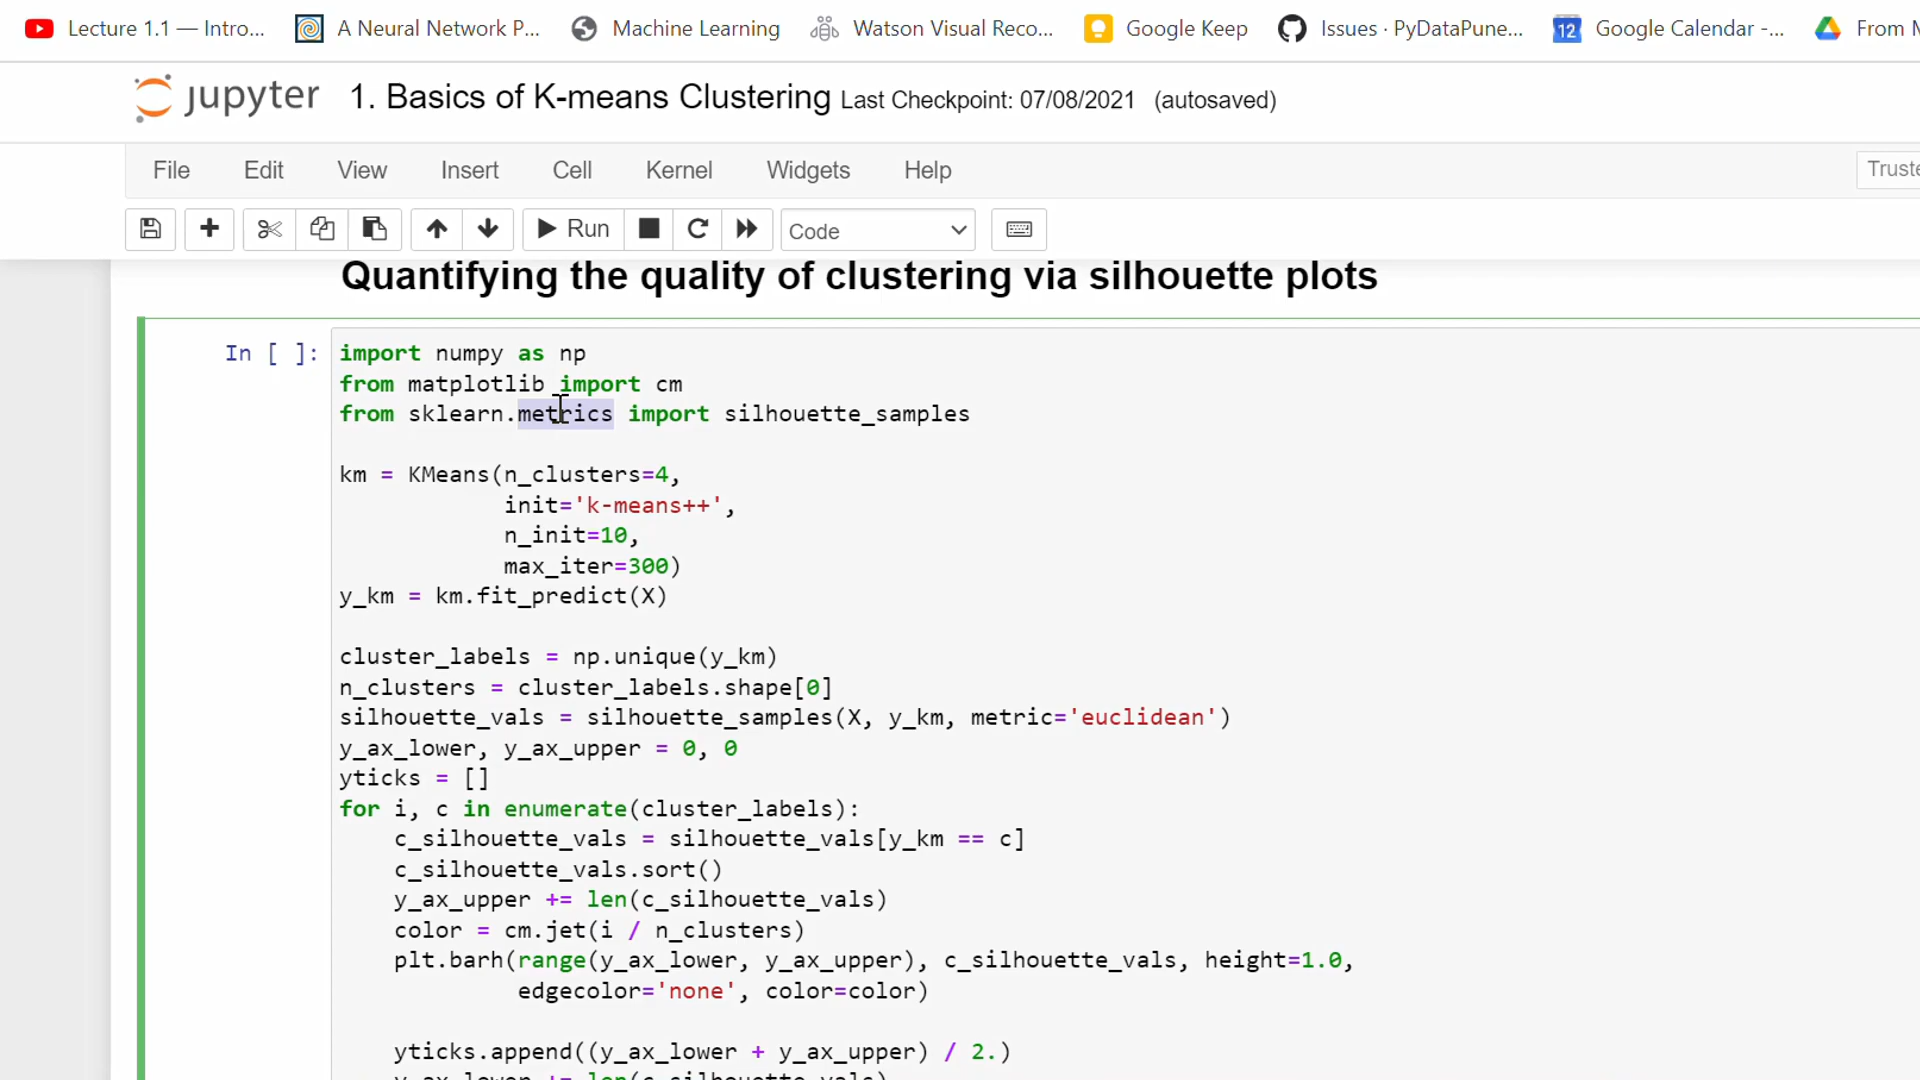 Lecture 1.1 — Intro... A Neural Network P... Machine Learning Watson Visual Reco... Google Keep Issues · PyDataPune... 12 Google Calendar -... From
jupyter 1. Basics of K-means Clustering Last Checkpoint: 07/08/2021 (autosaved)
File Edit View Insert Cell Kernel Widgets Help Truste
Run Code
Quantifying the quality of clustering via silhouette plots
In [ ]: import numpy as np
from matplotlib import cm
from sklearn.metrics import silhouette_samples
km = KMeans(n_clusters=4,
init='k-means++',
n_init=10,
max_iter=300)
y_km = km.fit_predict(X)
cluster_labels = np.unique(y_km)
n_clusters = cluster_labels.shape[0]
silhouette_vals = silhouette_samples(X, y_km, metric='euclidean')
y_ax_lower, y_ax_upper = 0, 0
yticks = []
for i, c in enumerate(cluster_labels):
c_silhouette_vals = silhouette_vals[y_km == c]
c_silhouette_vals.sort()
y_ax_upper += len(c_silhouette_vals)
color = cm.jet(i / n_clusters)
plt.barh(range(y_ax_lower, y_ax_upper), c_silhouette_vals, height=1.0,
edgecolor='none', color=color)
yticks.append((y_ax_lower + y_ax_upper) / 2.)
y_ax_lower += len(c_silhouette_vals)